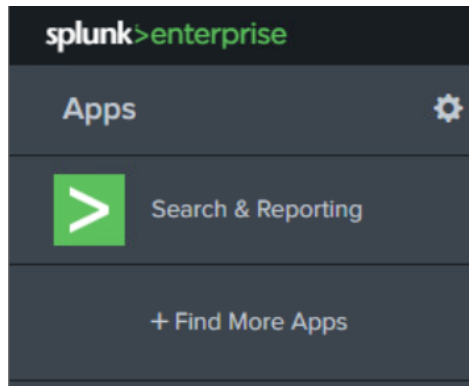 splunk>enterprise
Apps
Search & Reporting
+ Find More Apps